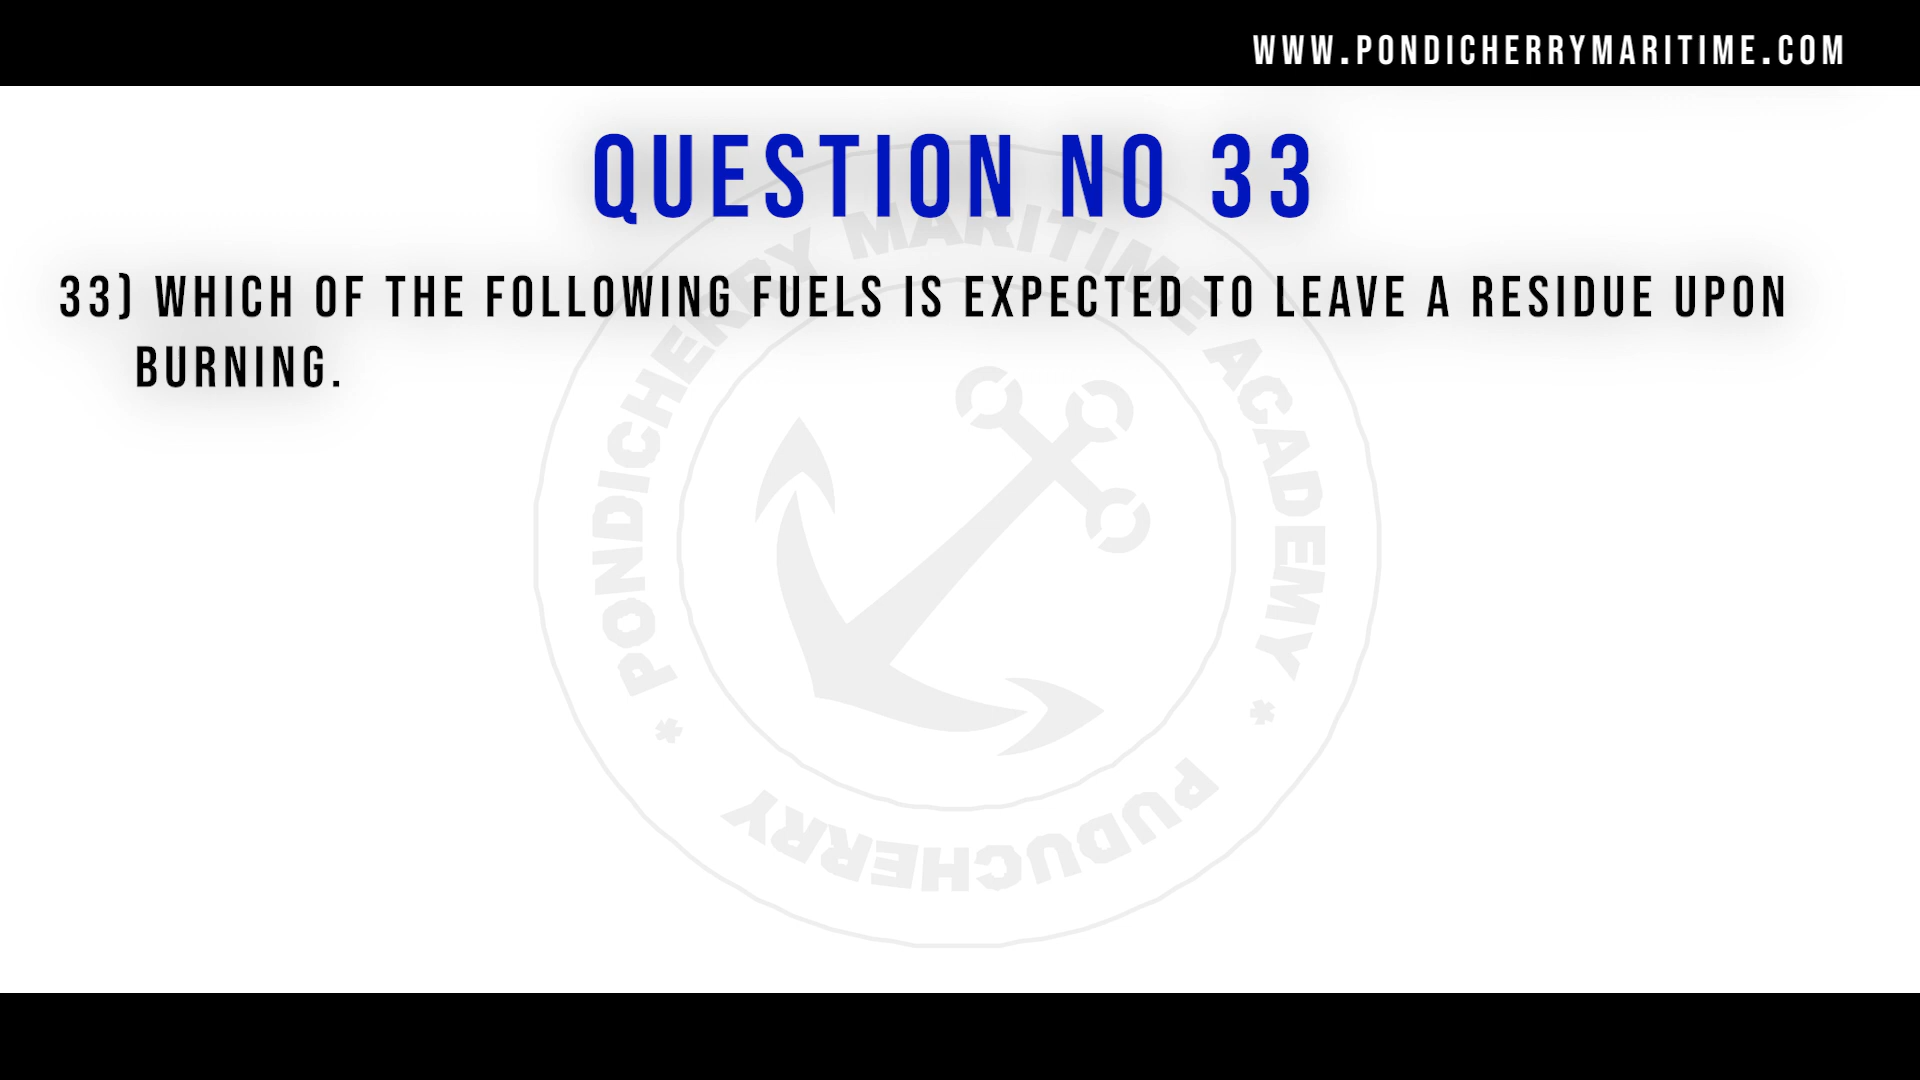 WWW.PONDICHERRYMARITIME.COM
QUESTION NO 33
33) WHICH OF THE FOLLOWING FUELS IS EXPECTED TO LEAVE A RESIDUE UPON
BURNING.
PONDICHERRY MARITIME ACADEMY
* PUDUCHERRY *